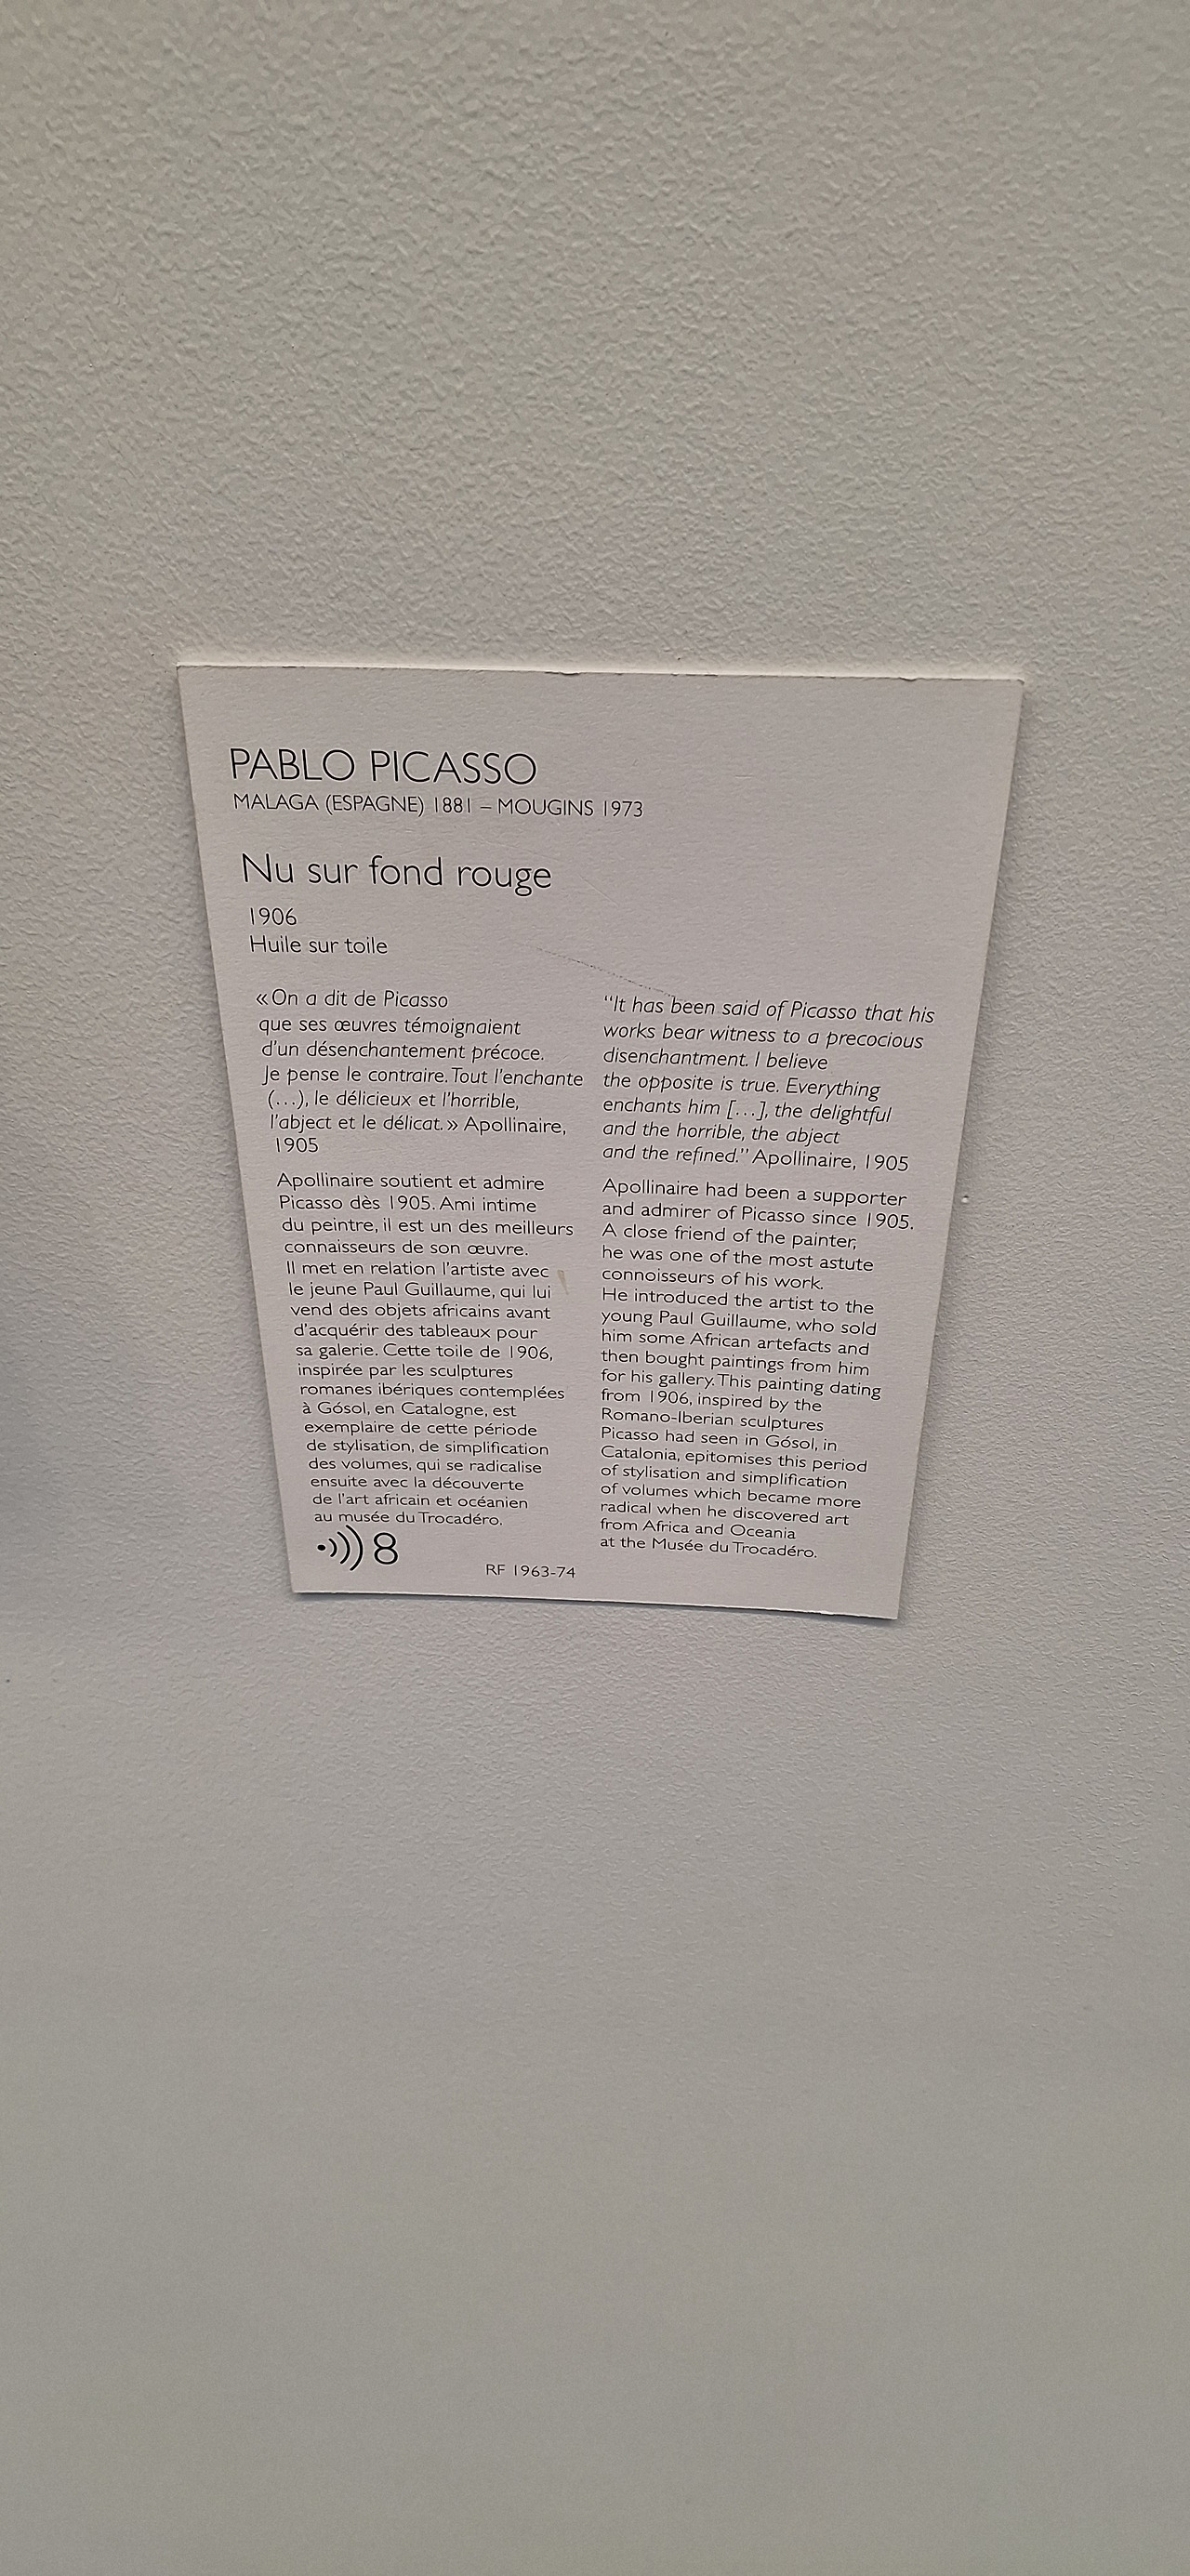 PABLO PICASSO
MALAGA (ESPAGNE) 1881 – MOUGINS 1973
Nu sur fond rouge
1906
Huile sur toile
«On a dit de Picasso
que ses œuvres témoignaient
d'un désenchantement précoce.
Je pense le contraire. Tout l'enchante
(…), le délicieux et l'horrible,
l'abject et le délicat.» Apollinaire,
1905
Apollinaire soutient et admire
Picasso dès 1905. Ami intime
du peintre, il est un des meilleurs
connaisseurs de son œuvre.
Il met en relation l'artiste avec
le jeune Paul Guillaume, qui lui
vend des objets africains avant
d'acquérir des tableaux pour
sa galerie. Cette toile de 1906,
inspirée par les sculptures
romanes ibériques contemplées
à Gósol, en Catalogne, est
exemplaire de cette période
de stylisation, de simplification
des volumes, qui se radicalise
ensuite avec la découverte
de l'art africain et océanien
au musée du Trocadéro.
"It has been said of Picasso that his
works bear witness to a precocious
disenchantment. I believe
the opposite is true. Everything
enchants him […], the delightful
and the horrible, the abject
and the refined." Apollinaire, 1905
Apollinaire had been a supporter
and admirer of Picasso since 1905.
A close friend of the painter,
he was one of the most astute
connoisseurs of his work.
He introduced the artist to the
young Paul Guillaume, who sold
him some African artefacts and
then bought paintings from him
for his gallery. This painting dating
from 1906, inspired by the
Romano-Iberian sculptures
Picasso had seen in Gósol, in
Catalonia, epitomises this period
of stylisation and simplification
of volumes which became more
radical when he discovered art
from Africa and Oceania
at the Musée du Trocadéro.
8
RF 1963-74